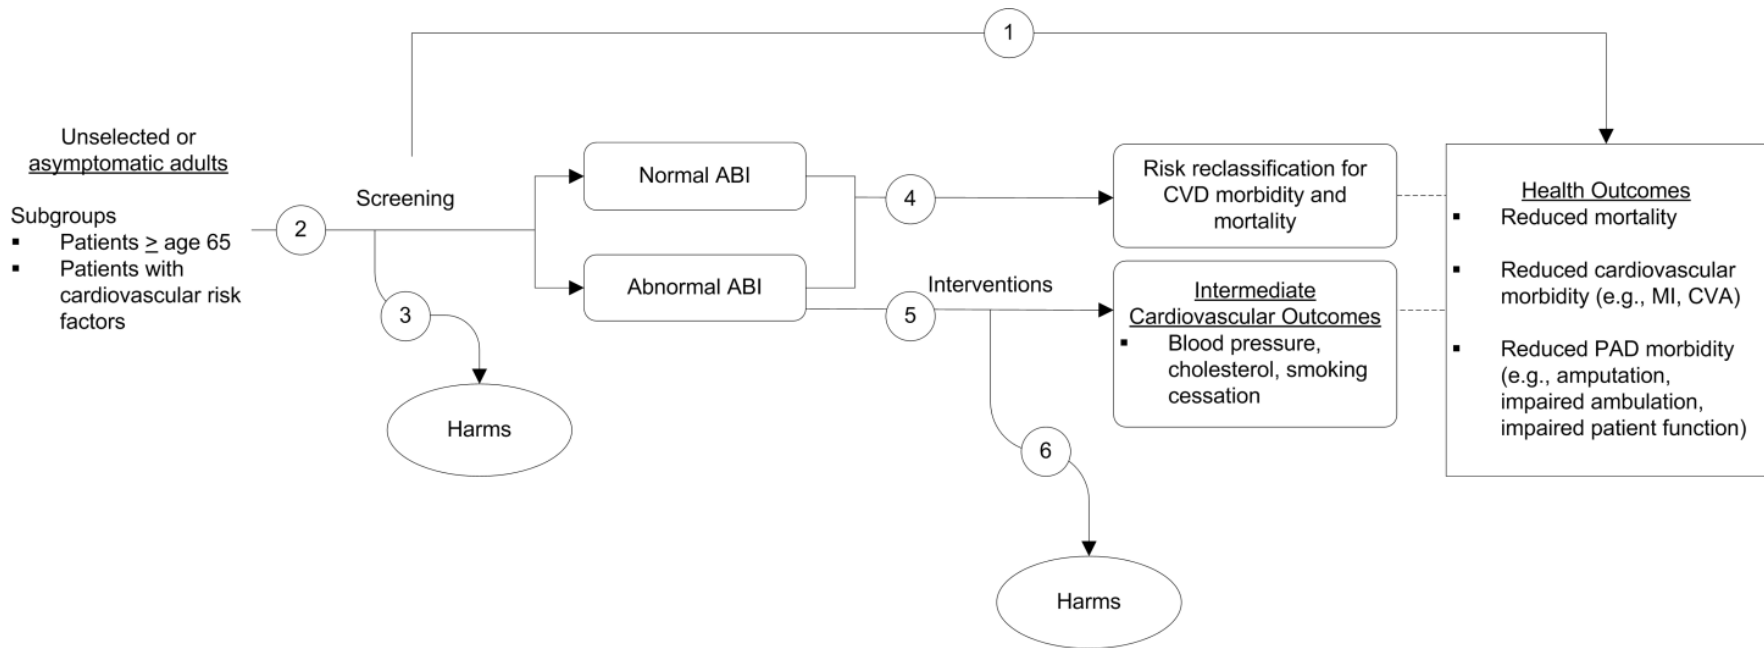 1
Unselected or
asymptomatic adults
Subgroups
▪ Patients ≥ age 65
▪ Patients with
cardiovascular risk
factors
2
Screening
3
Harms
Normal ABI
Abnormal ABI
4
5
Interventions
6
Harms
Risk reclassification for
CVD morbidity and
mortality
Intermediate
Cardiovascular Outcomes
▪ Blood pressure,
cholesterol, smoking
cessation
Health Outcomes
▪ Reduced mortality
▪ Reduced cardiovascular
morbidity (e.g., MI, CVA)
▪ Reduced PAD morbidity
(e.g., amputation,
impaired ambulation,
impaired patient function)